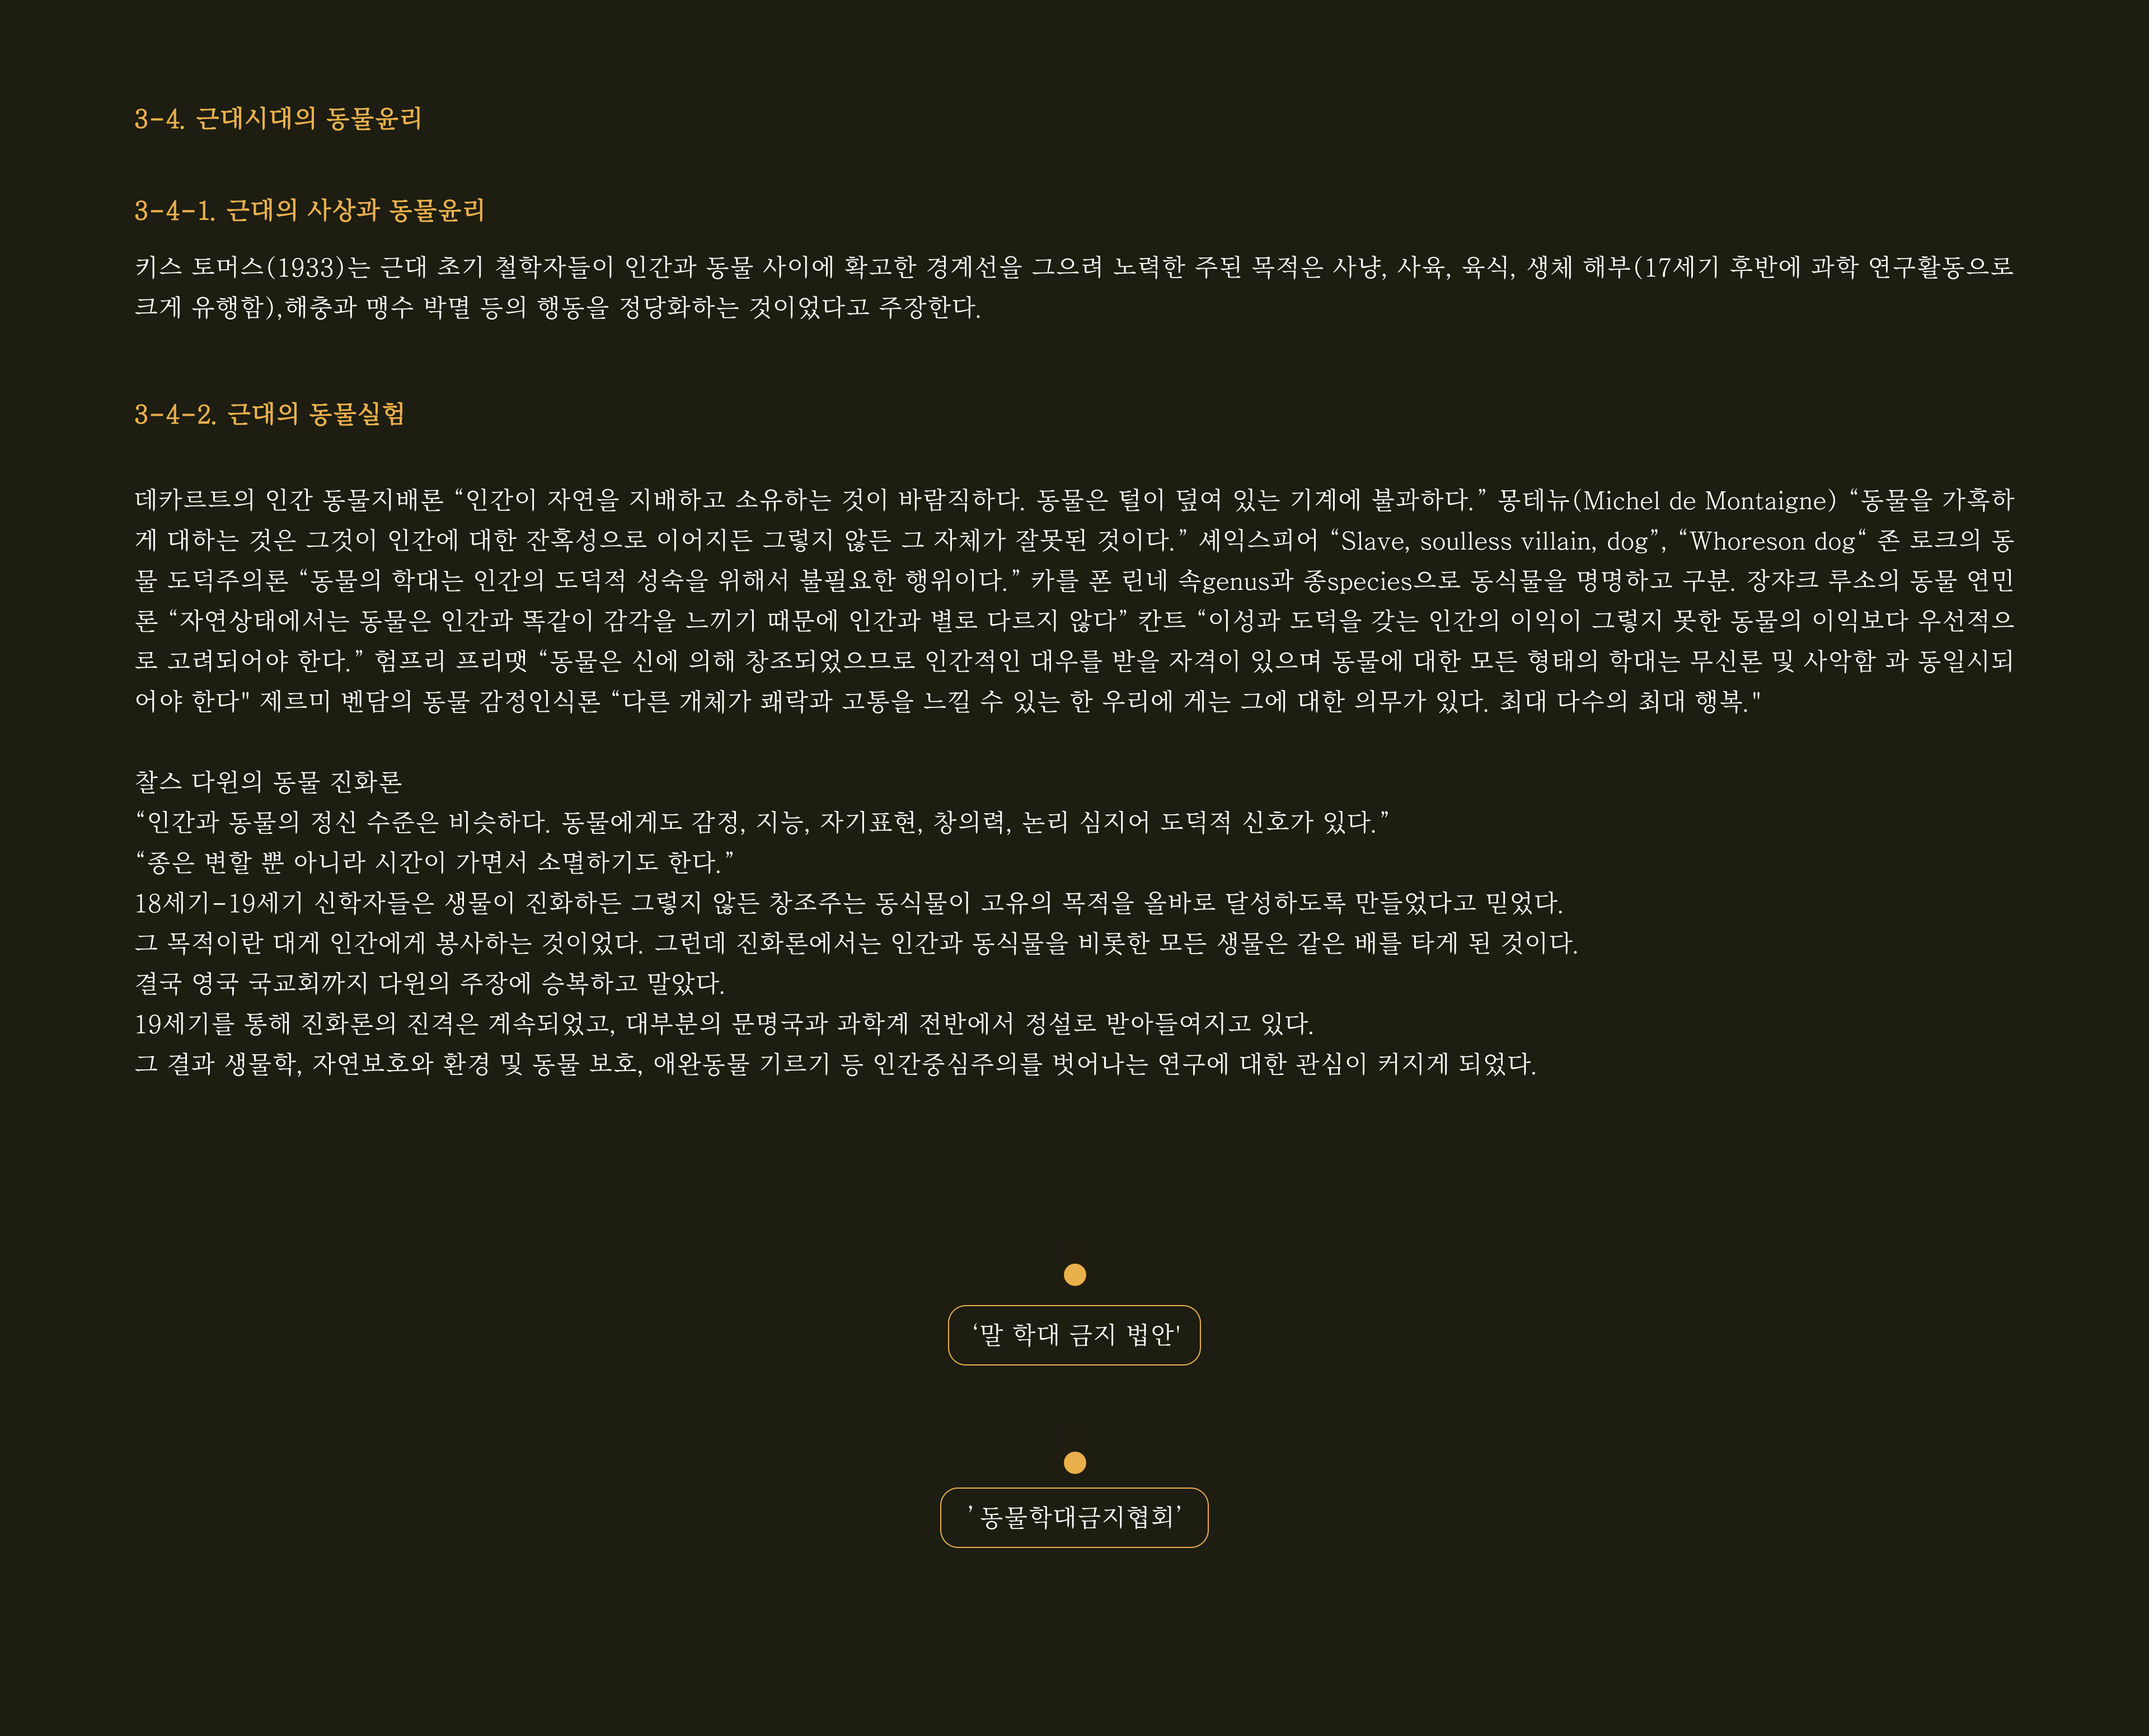 3-4. 근대시대의 동물윤리
3-4-1. 근대의 사상과 동물윤리
키스 토머스(1933)는 근대 초기 철학자들이 인간과 동물 사이에 확고한 경계선을 그으려 노력한 주된 목적은 사냥, 사육, 육식, 생체 해부(17세기 후반에 과학 연구활동으로
크게 유행함),해충과 맹수 박멸 등의 행동을 정당화하는 것이었다고 주장한다.
3-4-2. 근대의 동물실험
데카르트의 인간 동물지배론 “인간이 자연을 지배하고 소유하는 것이 바람직하다. 동물은 털이 덮여 있는 기계에 불과하다.” 몽테뉴(Michel de Montaigne) “동물을 가혹하
게 대하는 것은 그것이 인간에 대한 잔혹성으로 이어지든 그렇지 않든 그 자체가 잘못된 것이다.” 셰익스피어 “Slave, soulless villain, dog”, “Whoreson dog“ 존 로크의 동
물 도덕주의론 “동물의 학대는 인간의 도덕적 성숙을 위해서 불필요한 행위이다.” 카를 폰 린네 속genus과 종species으로 동식물을 명명하고 구분. 장쟈크 루소의 동물 연민
론 “자연상태에서는 동물은 인간과 똑같이 감각을 느끼기 때문에 인간과 별로 다르지 않다” 칸트 “이성과 도덕을 갖는 인간의 이익이 그렇지 못한 동물의 이익보다 우선적으
로 고려되어야 한다.” 험프리 프리맷 “동물은 신에 의해 창조되었으므로 인간적인 대우를 받을 자격이 있으며 동물에 대한 모든 형태의 학대는 무신론 및 사악함 과 동일시되
어야 한다" 제르미 벤담의 동물 감정인식론 “다른 개체가 쾌락과 고통을 느낄 수 있는 한 우리에 게는 그에 대한 의무가 있다. 최대 다수의 최대 행복."
찰스 다윈의 동물 진화론
“인간과 동물의 정신 수준은 비슷하다. 동물에게도 감정, 지능, 자기표현, 창의력, 논리 심지어 도덕적 신호가 있다.”
“종은 변할 뿐 아니라 시간이 가면서 소멸하기도 한다.”
18세기-19세기 신학자들은 생물이 진화하든 그렇지 않든 창조주는 동식물이 고유의 목적을 올바로 달성하도록 만들었다고 믿었다.
그 목적이란 대게 인간에게 봉사하는 것이었다. 그런데 진화론에서는 인간과 동식물을 비롯한 모든 생물은 같은 배를 타게 된 것이다.
결국 영국 국교회까지 다윈의 주장에 승복하고 말았다.
19세기를 통해 진화론의 진격은 계속되었고, 대부분의 문명국과 과학계 전반에서 정설로 받아들여지고 있다.
그 결과 생물학, 자연보호와 환경 및 동물 보호, 애완동물 기르기 등 인간중심주의를 벗어나는 연구에 대한 관심이 커지게 되었다.
‘말 학대 금지 법안'
’동물학대금지협회’